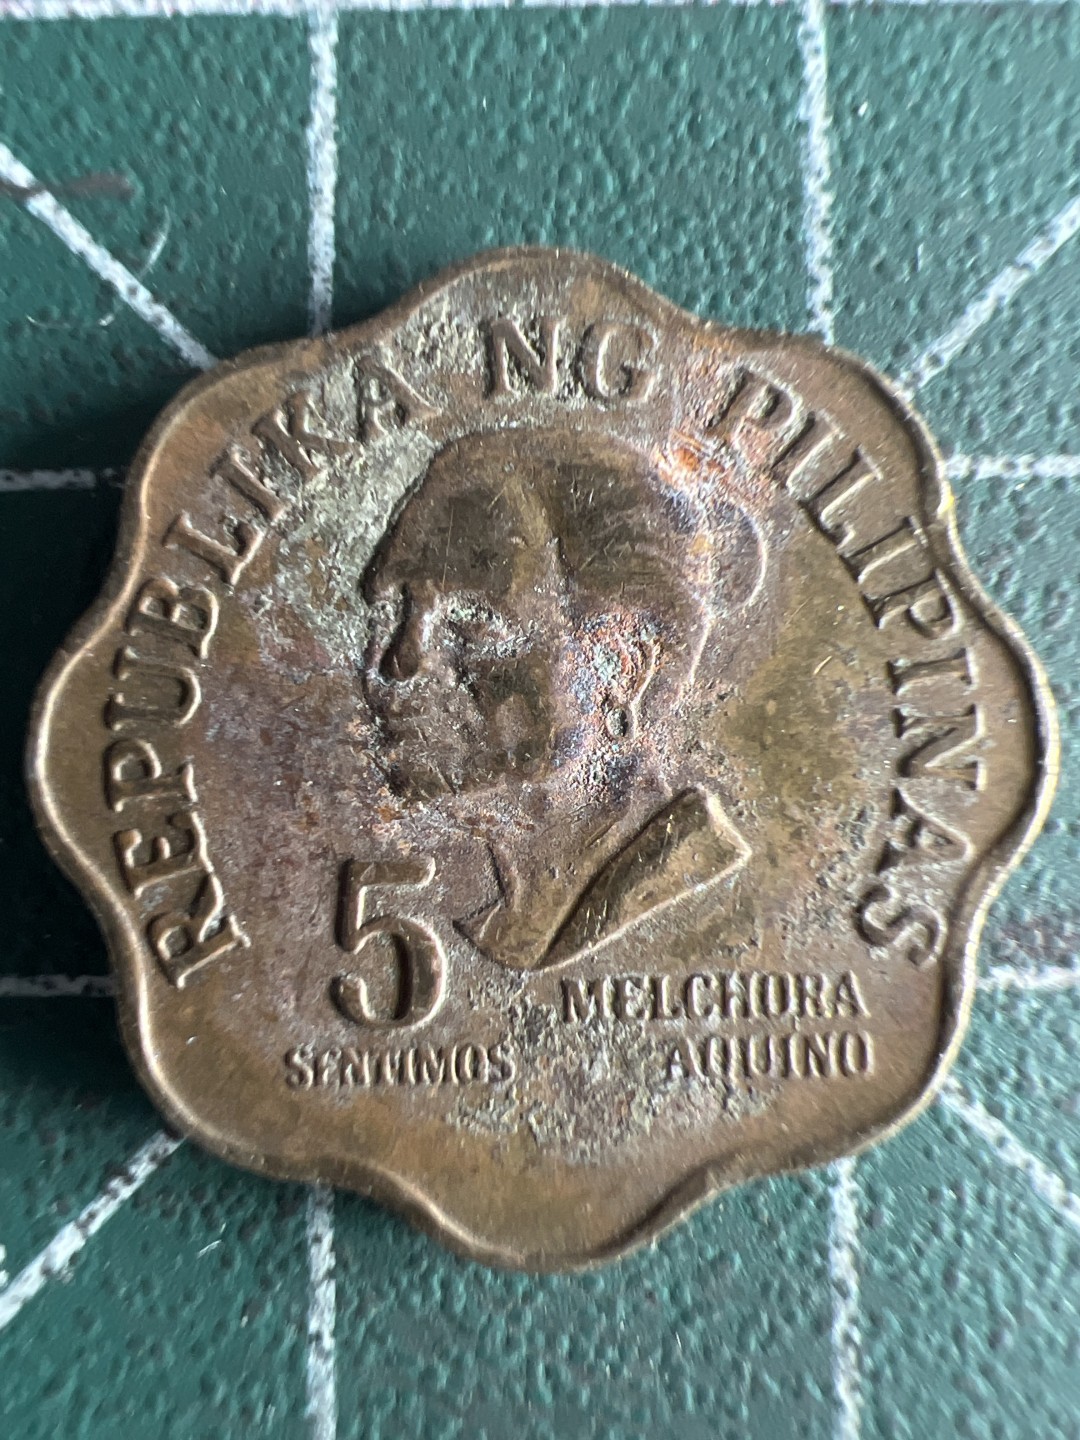 REPUBLIKA NG PILIPINAS
5
SENTIMOS
MELCHORA
AQUINO